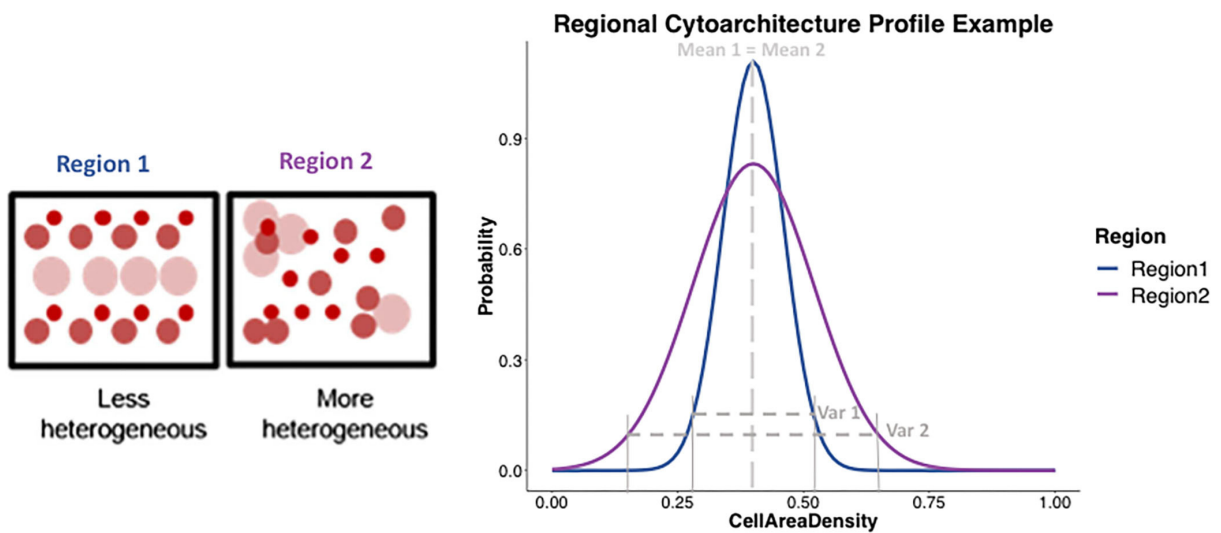 Region 1
Region 2
Less
heterogeneous
More
heterogeneous
Regional Cytoarchitecture Profile Example
Mean 1 = Mean 2
Probability
0.9
0.6
0.3
0.0
Var 1
Var 2
0.00
0.25
0.50
0.75
1.00
CellAreaDensity
Region
Region1
Region2